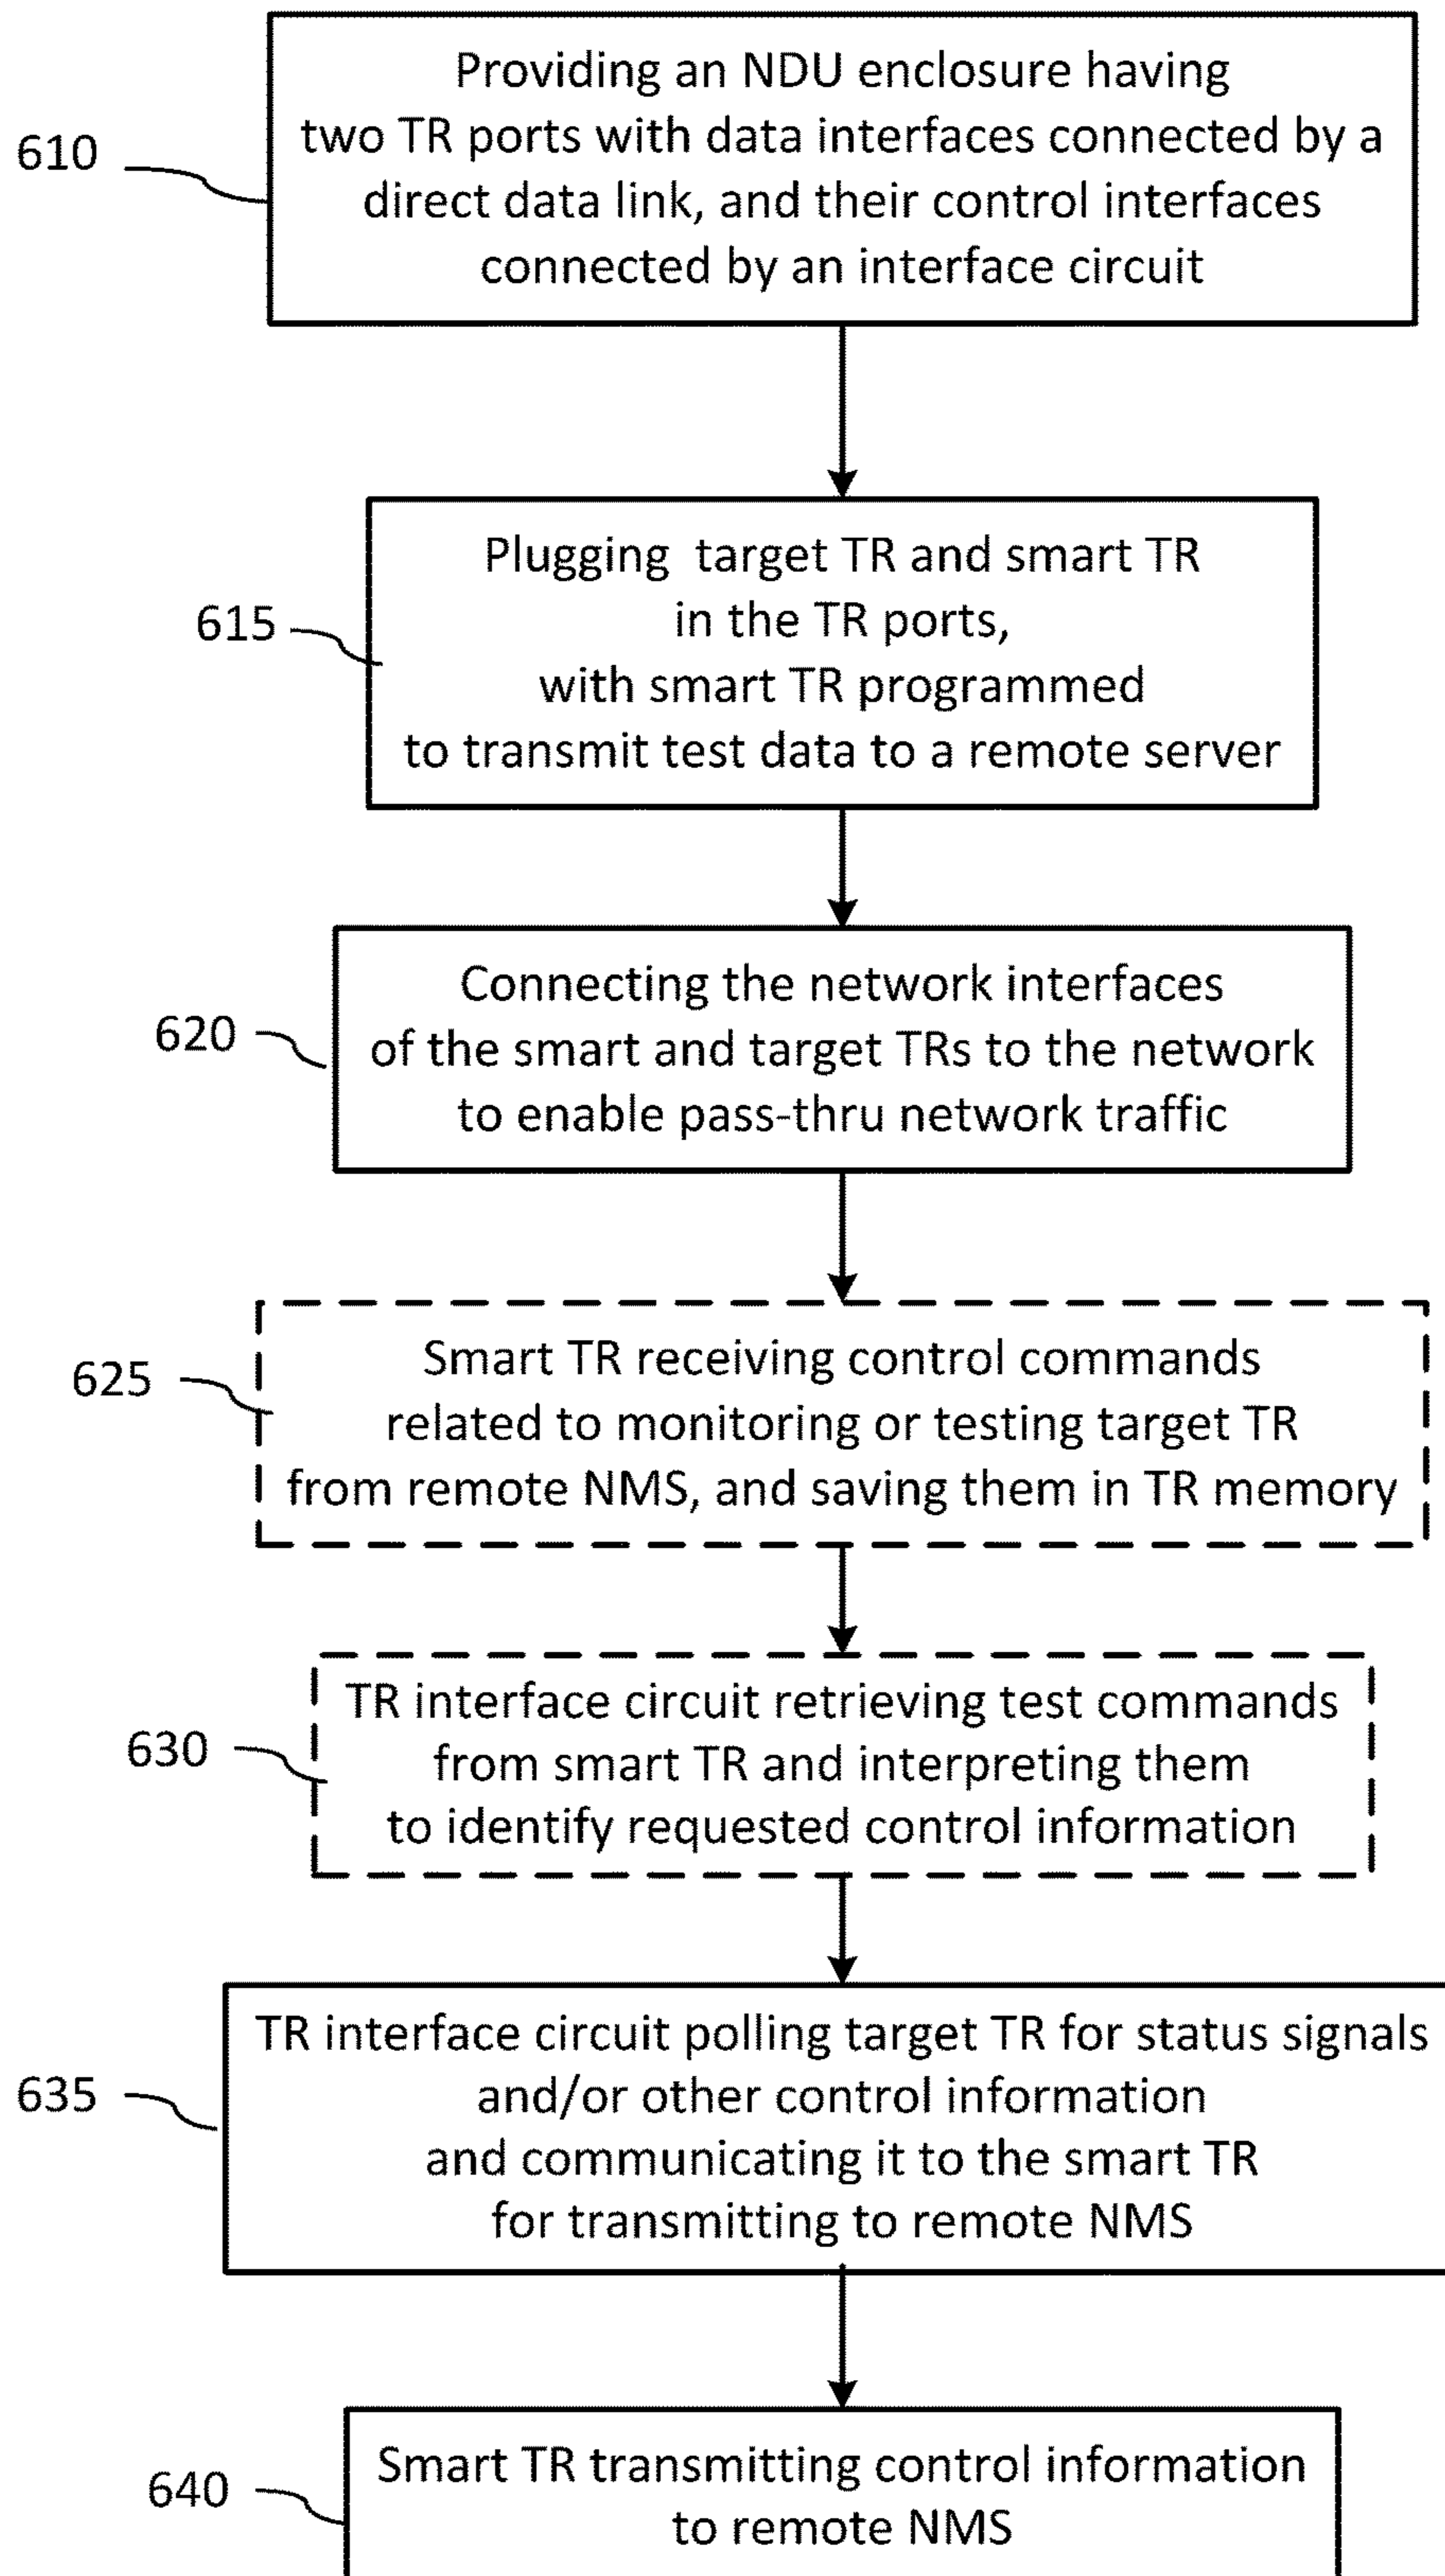 Providing an NDU enclosure having
two TR ports with data interfaces connected by a
direct data link, and their control interfaces
connected by an interface circuit
610
Plugging target TR and smart TR
in the TR ports,
with smart TR programmed
to transmit test data to a remote server
615
Connecting the network interfaces
of the smart and target TRs to the network
to enable pass-thru network traffic
620
Smart TR receiving control commands
related to monitoring or testing target TR
from remote NMS, and saving them in TR memory
625
TR interface circuit retrieving test commands
from smart TR and interpreting them
to identify requested control information
630
TR interface circuit polling target TR for status signals
and/or other control information
and communicating it to the smart TR
for transmitting to remote NMS
635
Smart TR transmitting control information
to remote NMS
640